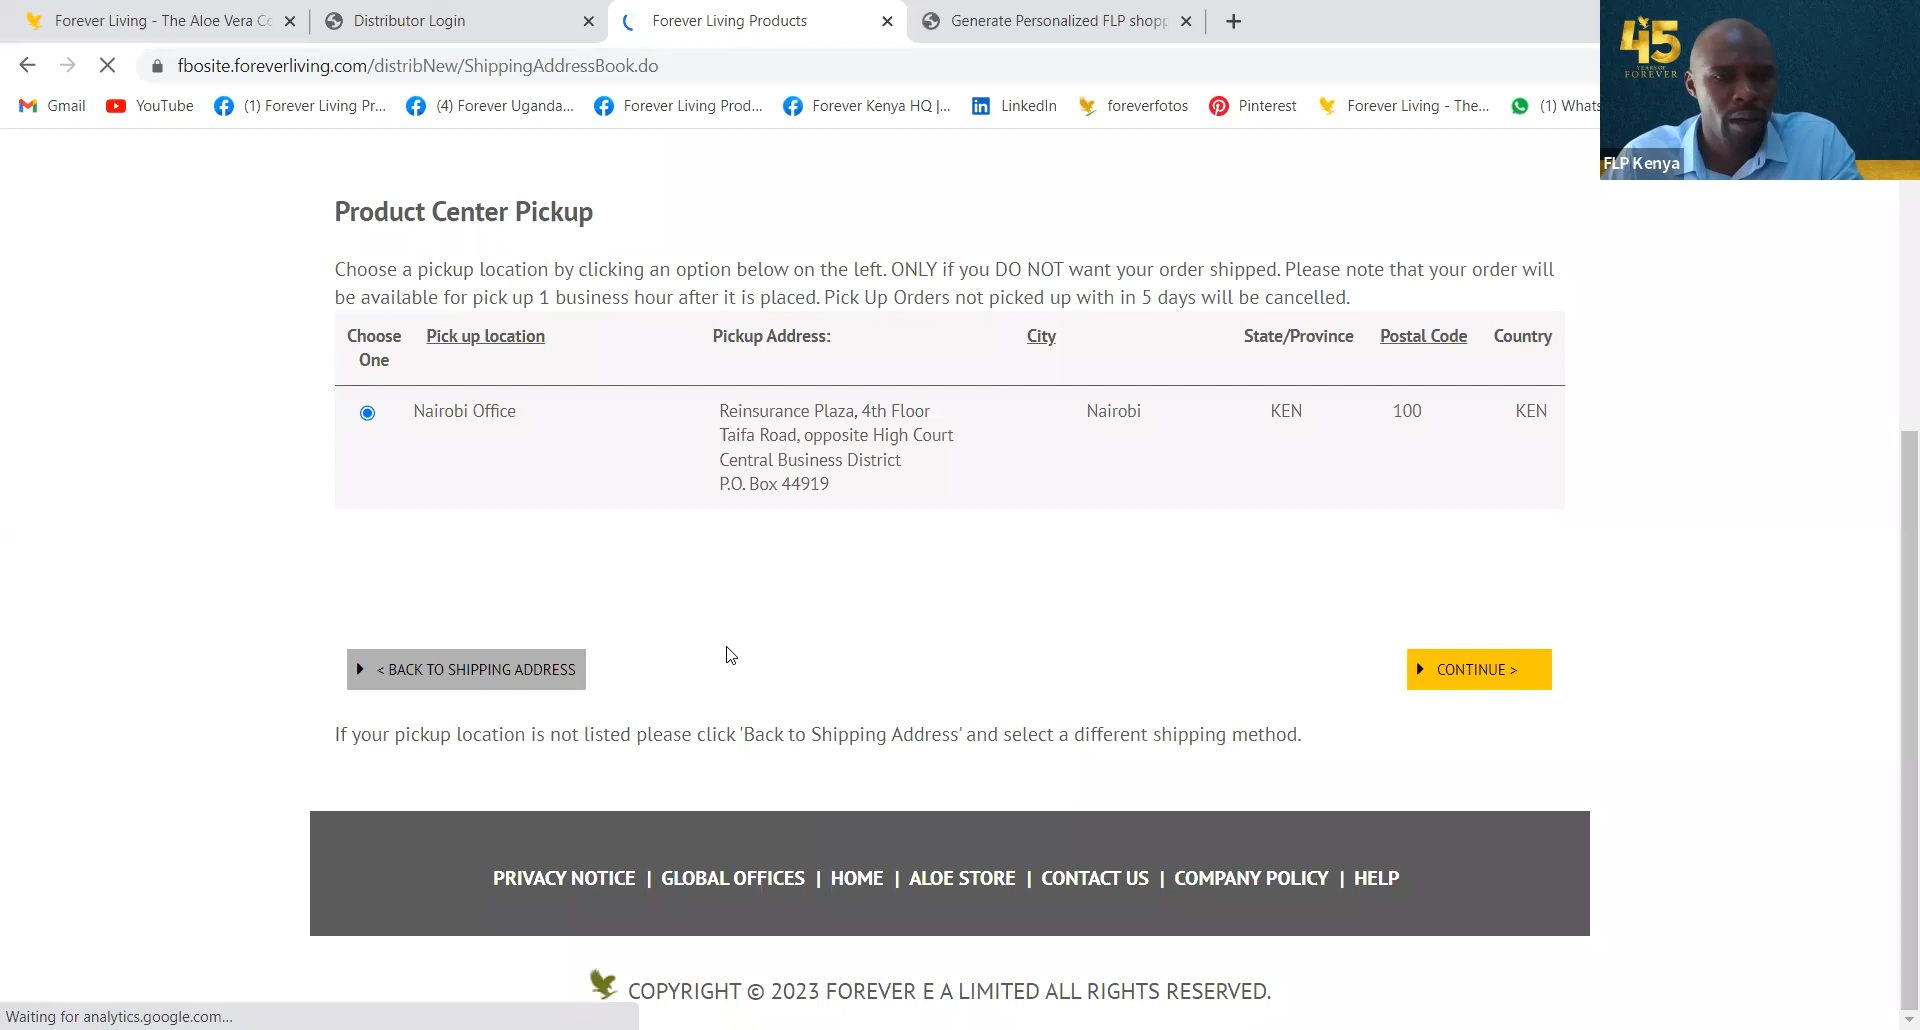 Forever Living - The Aloe Vera Co
Distributor Login
Forever Living Products
Generate Personalized FLP shopp
fbosite.foreverliving.com/distribNew/ShippingAddressBook.do
Gmail
YouTube
(1) Forever Living Pr...
(4) Forever Uganda...
Forever Living Prod...
Forever Kenya HQ |...
LinkedIn
foreverfotos
Pinterest
Forever Living - The...
(1) Whats
45
YEARS OF
FOREVER
FLP Kenya
Product Center Pickup
Choose a pickup location by clicking an option below on the left. ONLY if you DO NOT want your order shipped. Please note that your order will
be available for pick up 1 business hour after it is placed. Pick Up Orders not picked up with in 5 days will be cancelled.
Choose One Pick up location Pickup Address: City State/Province Postal Code Country
Nairobi Office Reinsurance Plaza, 4th Floor Nairobi KEN 100 KEN
Taifa Road, opposite High Court
Central Business District
P.O. Box 44919
< BACK TO SHIPPING ADDRESS
CONTINUE >
If your pickup location is not listed please click 'Back to Shipping Address' and select a different shipping method.
PRIVACY NOTICE | GLOBAL OFFICES | HOME | ALOE STORE | CONTACT US | COMPANY POLICY | HELP
COPYRIGHT © 2023 FOREVER E A LIMITED ALL RIGHTS RESERVED.
Waiting for analytics.google.com...